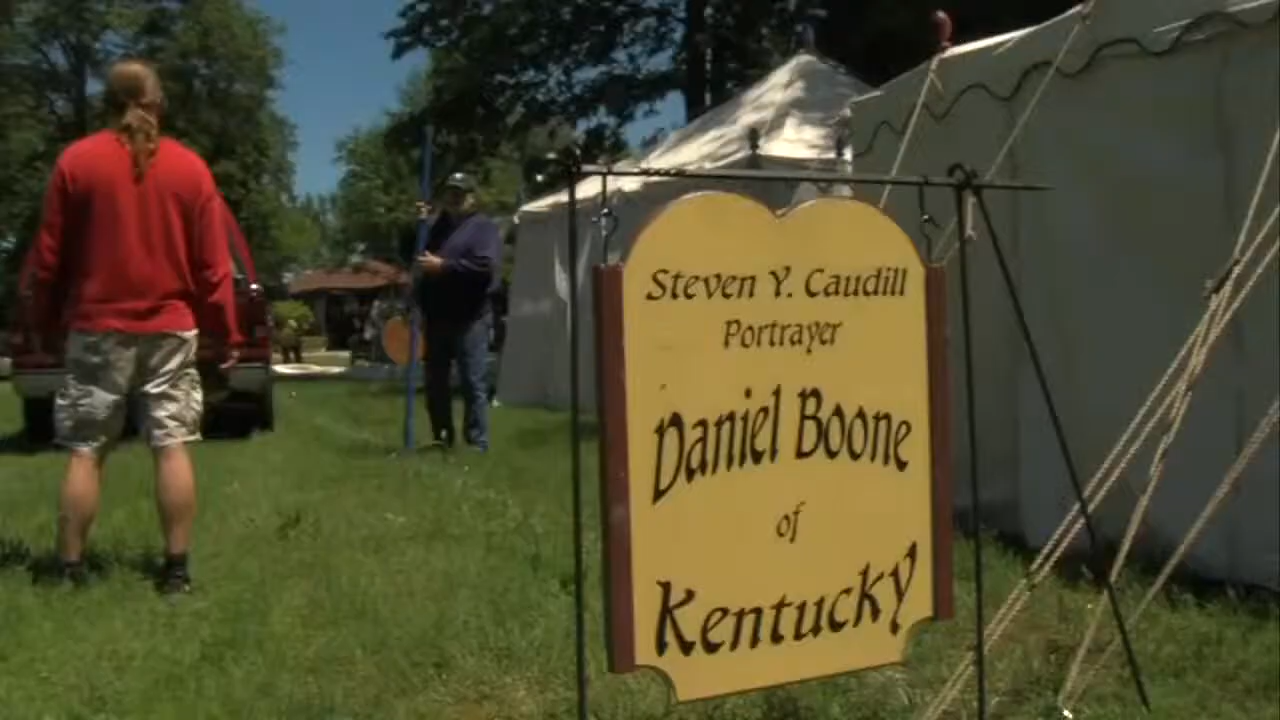 Steven Y. Caudill
Portrayer
Daniel Boone
of
Kentucky